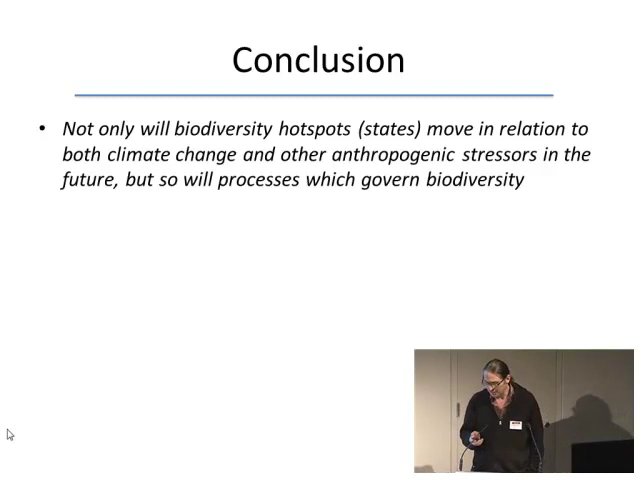 Conclusion
• Not only will biodiversity hotspots (states) move in relation to
both climate change and other anthropogenic stressors in the
future, but so will processes which govern biodiversity